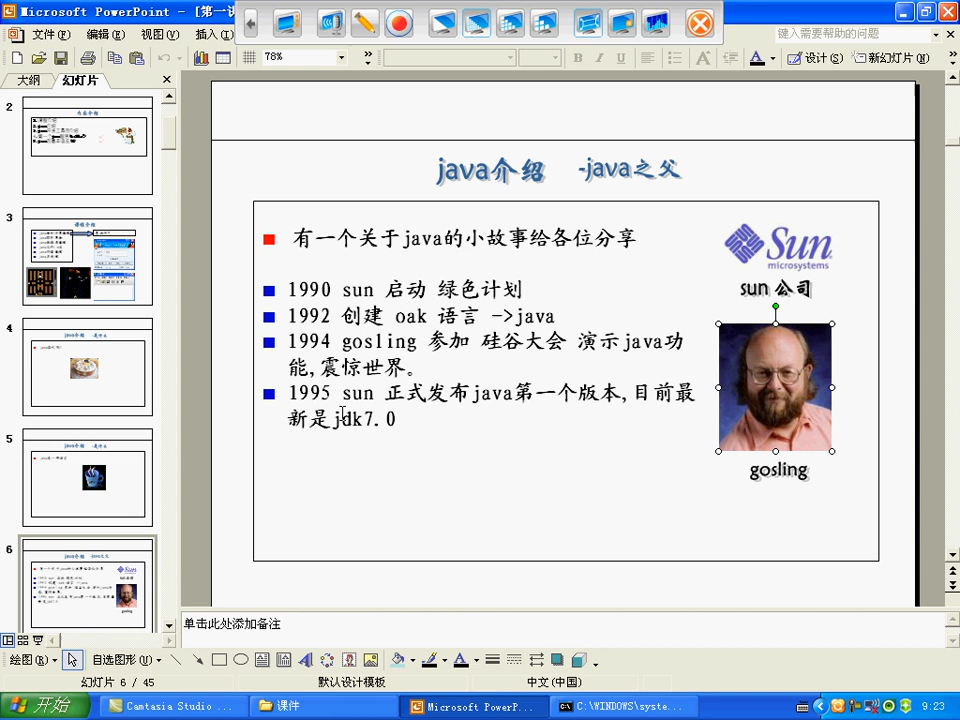 Microsoft PowerPoint - [第一讲
文件(F) 编辑(E) 视图(V) 插入(I)
键入需要帮助的问题
78%
B I U A A 设计(S) 新幻灯片(N)
大纲 幻灯片
2
3
4
5
6
java介绍 -java之父
有一个关于java的小故事给各位分享
1990 sun 启动 绿色计划
1992 创建 oak 语言 ->java
1994 gosling 参加 硅谷大会 演示java功
能,震惊世界。
1995 sun 正式发布java第一个版本,目前最
新是jdk7.0
Sun
microsystems
sun 公司
gosling
单击此处添加备注
绘图(R) 自选图形(U)
幻灯片 6 / 45 默认设计模板 中文(中国)
开始 Camtasia Studio ... 课件 Microsoft PowerP... C:\WINDOWS\syste... 9:23